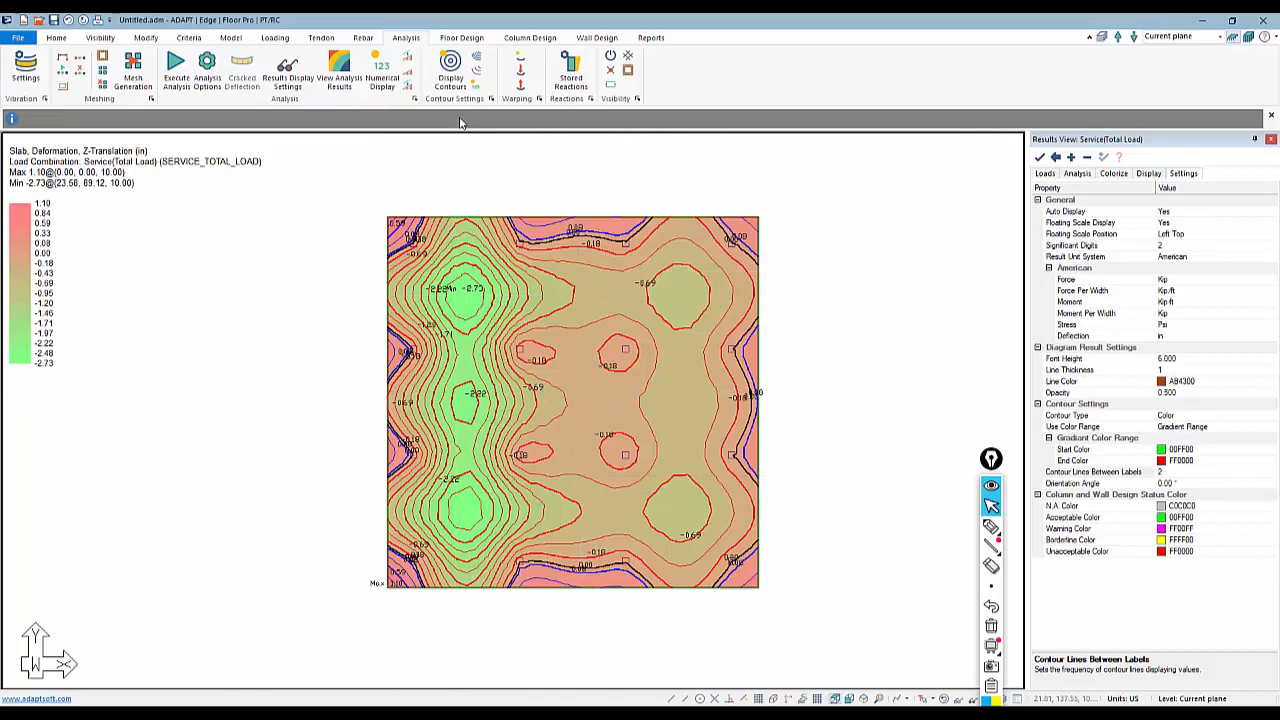 Untitled.adm - ADAPT | Edge | Floor Pro | PT/RC
File Home Visibility Modify Criteria Model Loading Tendon Rebar Analysis Floor Design Column Design Wall Design Reports Current plane
Settings Mesh Generation Execute Analysis Analysis Options Cracked Deflection Results Display Settings View Analysis Results Numerical Display Display Contours Stored Reactions
Vibration Meshing Analysis Contour Settings Warping Reactions Visibility
Slab, Deformation, Z-Translation (in)
Load Combination: Service(Total Load) (SERVICE_TOTAL_LOAD)
Max 1.10@(0.00, 0.00, 10.00)
Min -2.73@(23.58, 89.12, 10.00)
1.10
0.84
0.59
0.33
0.08
-0.18
-0.43
-0.69
-0.95
-1.20
-1.46
-1.71
-1.97
-2.22
-2.48
-2.73
Results View: Service(Total Load)
Loads Analysis Colorize Display Settings
Property Value
General
Auto Display Yes
Floating Scale Display Yes
Floating Scale Position Left Top
Significant Digits 2
Result Unit System American
American
Force Kip
Force Per Width Kip/ft
Moment Kip·ft
Moment Per Width Kip·ft
Stress Psi
Deflection in
Diagram Result Settings
Font Height 6.000
Line Thickness 1
Line Color AB4300
Opacity 0.500
Contour Settings
Contour Type Color
Use Color Range Gradient Range
Gradient Color Range
Start Color 00FF00
End Color FF0000
Contour Lines Between Labels 2
Orientation Angle 0.00 °
Column and Wall Design Status Color
N.A. Color C0C0C0
Acceptable Color 00FF00
Warning Color FF00FF
Borderline Color FFFF00
Unacceptable Color FF0000
Contour Lines Between Labels
Sets the frequency of contour lines displaying values.
www.adaptsoft.com
21.81, 137.55, 10.... Units: US Level: Current plane